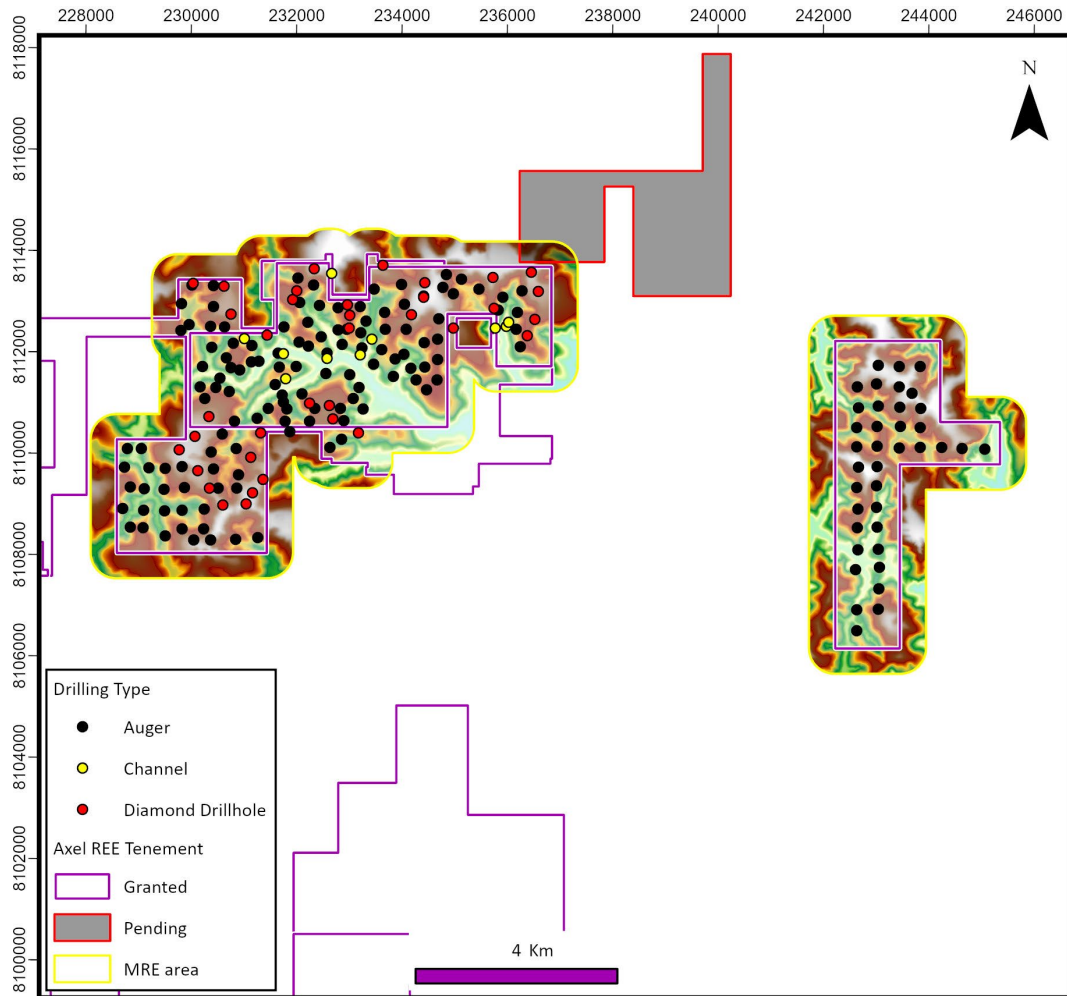 228000 230000 232000 234000 236000 238000 240000 242000 244000 246000
8118000
8116000
8114000
8112000
8110000
8108000
8106000
8104000
8102000
8100000
N
Drilling Type
Auger
Channel
Diamond Drillhole
Axel REE Tenement
Granted
Pending
MRE area
4 Km